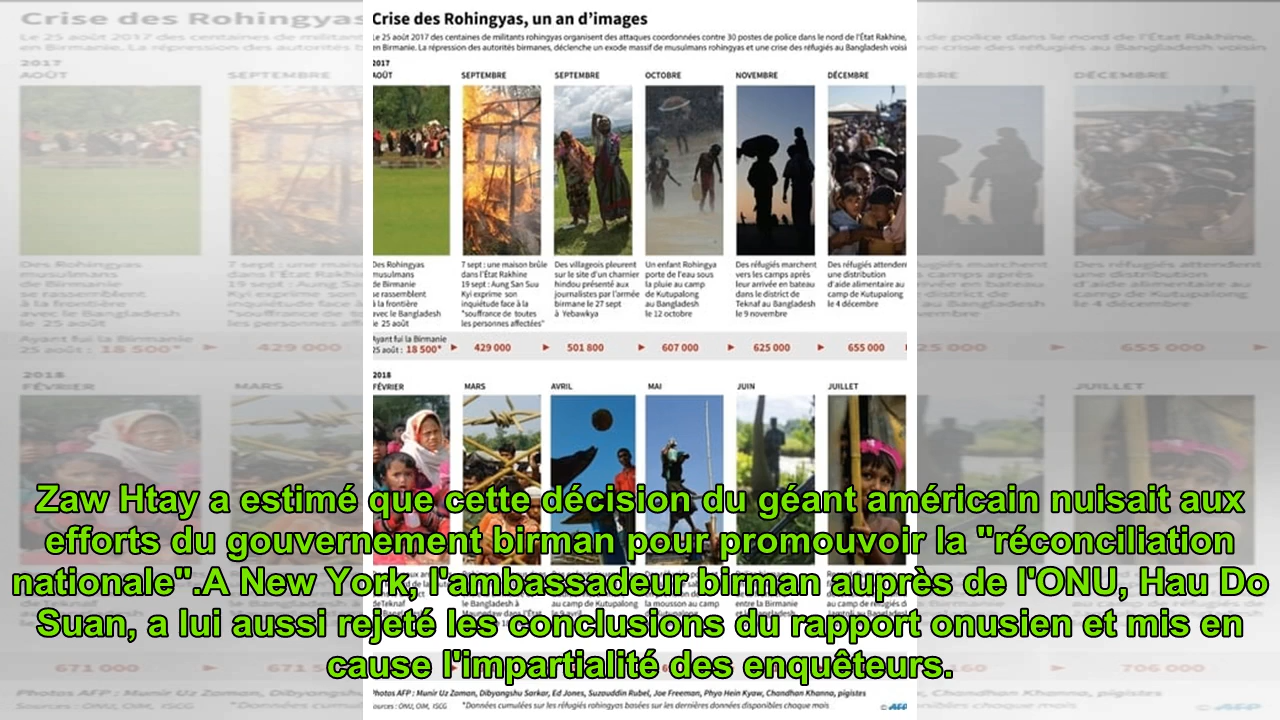 Crise des Rohingyas, un an d'images
Le 25 août 2017 des centaines de militants rohingyas organisent des attaques coordonnées contre 30 postes de police dans le nord de l'État Rakhine,
en Birmanie. La répression des autorités birmanes, déclenche un exode massif de musulmans rohingyas et une crise des réfugiés au Bangladesh voisi
2017
AOÛT SEPTEMBRE SEPTEMBRE OCTOBRE NOVEMBRE DÉCEMBRE
Des Rohingyas
musulmans
de Birmanie
se rassemblent
à la frontière
avec le Bangladesh
le 25 août
7 sept : une maison brûle
dans l'État Rakhine
19 sept : Aung San Suu
Kyi exprime son
inquiétude face à la
"souffrance de toutes
les personnes affectées"
Des villageois pleurent
sur le site d'un charnier
hindou présenté aux
journalistes par l'armée
birmane le 27 sept
à Yebawkya
Un enfant Rohingya
porte de l'eau sous
la pluie au camp
de Kutupalong
au Bangladesh
le 12 octobre
Des réfugiés marchent
vers les camps après
leur arrivée en bateau
dans le district de
Teknaf au Bangladesh
le 9 novembre
Des réfugiés attenden
une distribution
d'aide alimentaire au
camp de Kutupalong
le 4 décembre
Ayant fui la Birmanie
25 août : 18 500* 429 000 501 800 607 000 625 000 655 000
2018
FÉVRIER MARS AVRIL MAI JUIN JUILLET
Zaw Htay a estimé que cette décision du géant américain nuisait aux
efforts du gouvernement birman pour promouvoir la "réconciliation
nationale".A New York, l'ambassadeur birman auprès de l'ONU, Hau Do
Suan, a lui aussi rejeté les conclusions du rapport onusien et mis en
cause l'impartialité des enquêteurs.
671 000 706 000
Photos AFP : Munir Uz Zaman, Dibyangshu Sarkar, Ed Jones, Suzauddin Rubel, Joe Freeman, Phyo Hein Kyaw, Chandhan Khanna, pigistes
Sources : ONU, OIM, ISCG *Données cumulées sur les réfugiés rohingyas basées sur les dernières données disponibles chaque mois © AFP